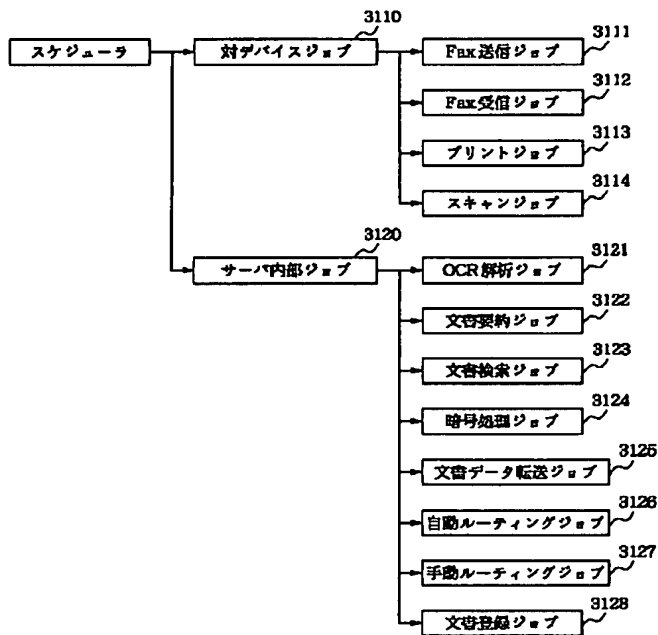 3110
3111
スケジューラ
対デバイスジョブ
Fax送信ジョブ
3112
Fax受信ジョブ
3113
プリントジョブ
3114
スキャンジョブ
3120
3121
サーバ内部ジョブ
OCR解析ジョブ
3122
文書要約ジョブ
3123
文書検索ジョブ
3124
暗号処理ジョブ
3125
文書データ転送ジョブ
3126
自動ルーティングジョブ
3127
手動ルーティングジョブ
3128
文書登録ジョブ